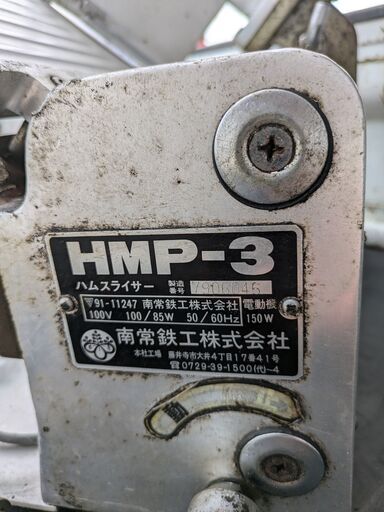 HMP-3
ハムスライサー 製造番号
〒91-11247 南常鉄工株式会社 電動機
100V 100/85W 50/60Hz 150W
南常鉄工株式会社
本社工場 藤井寺市大井4丁目17番41号
☎0729-39-1500(代)~4